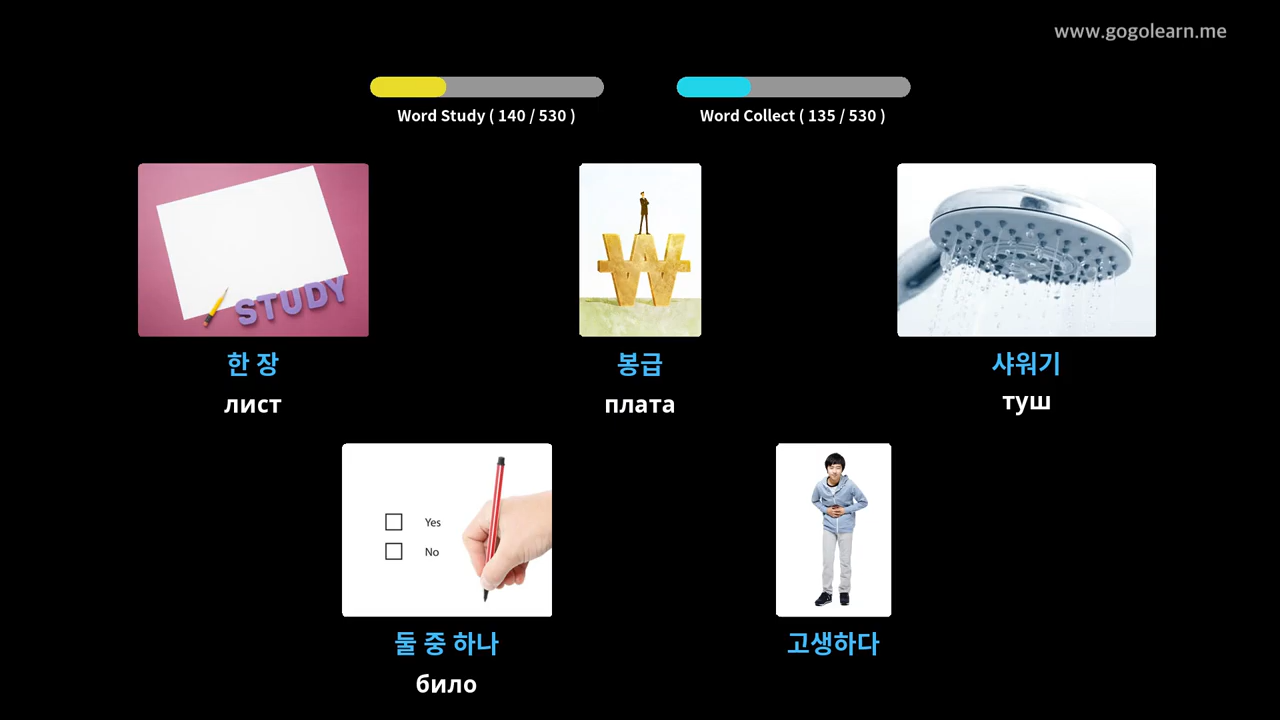 www.gogolearn.me
Word Study ( 140 / 530 )
Word Collect ( 135 / 530 )
STUDY
한 장
лист
봉급
плата
샤워기
туш
Yes
No
둘 중 하나
било
고생하다